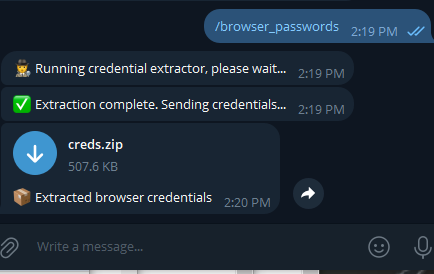 /browser_passwords 2:19 PM
🕵️ Running credential extractor, please wait... 2:19 PM
✅ Extraction complete. Sending credentials... 2:19 PM
creds.zip
507.6 KB
📦 Extracted browser credentials 2:20 PM
Write a message...